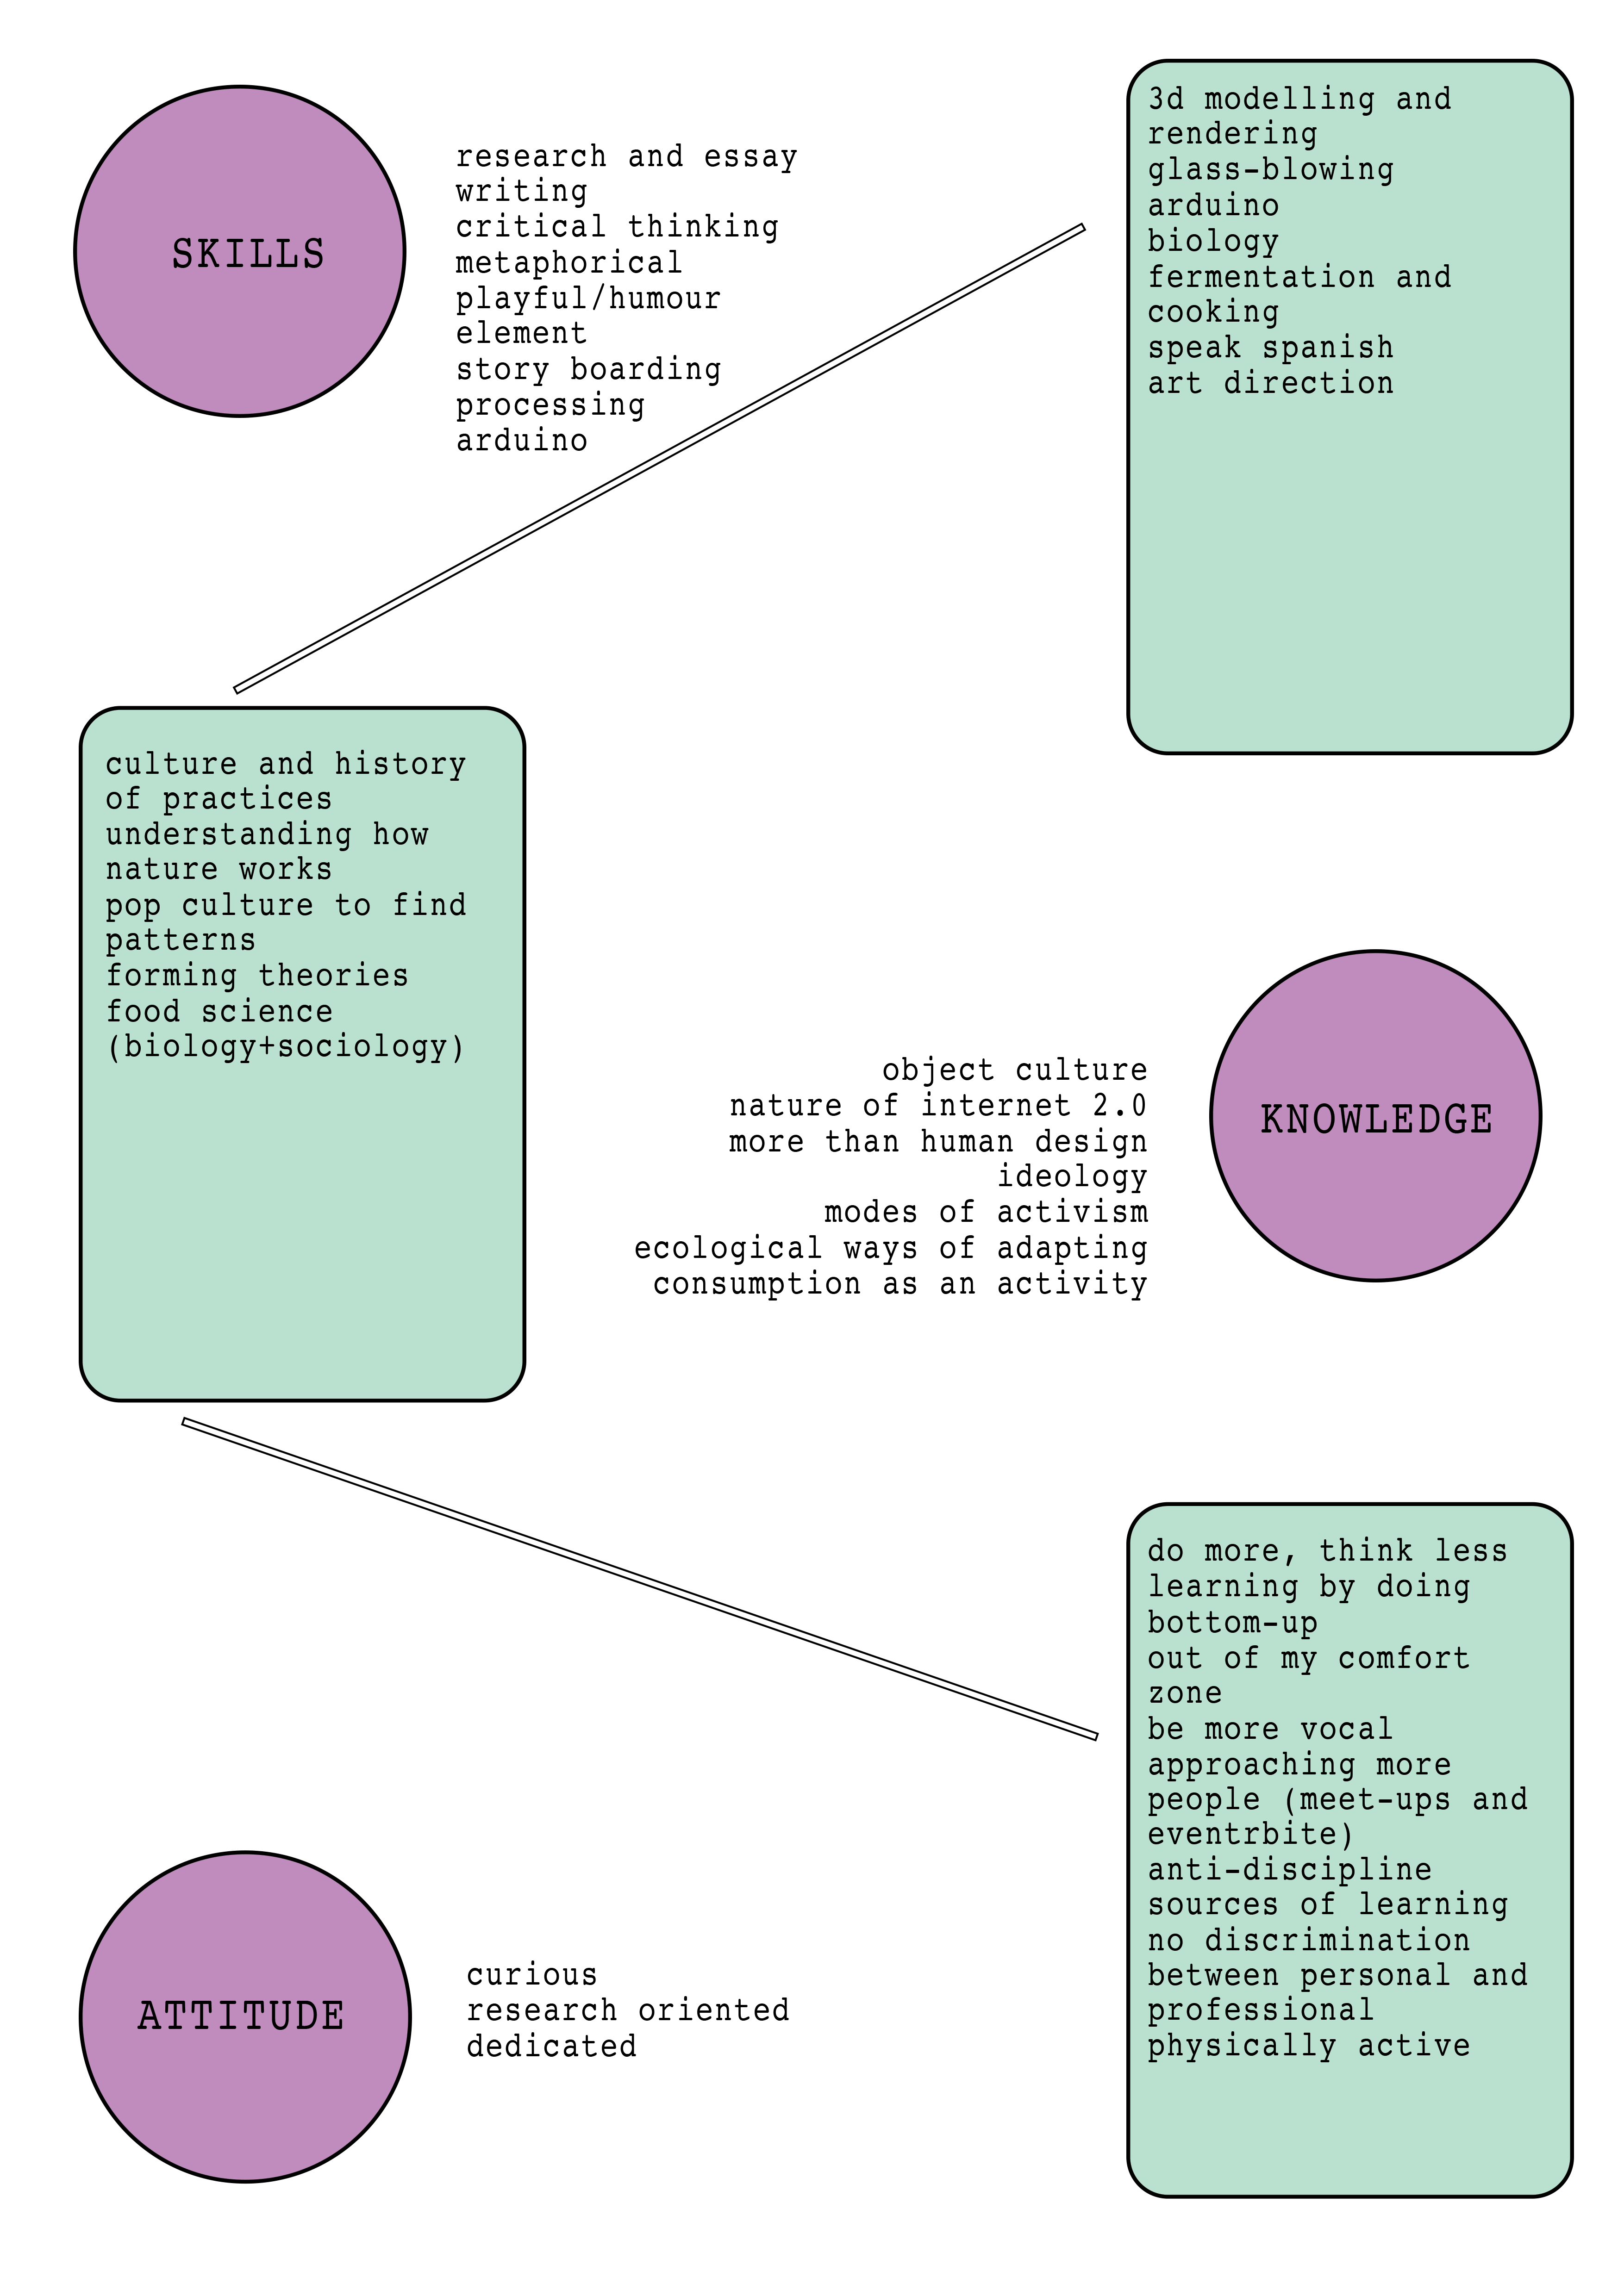 SKILLS
research and essay
writing
critical thinking
metaphorical
playful/humour
element
story boarding
processing
arduino
3d modelling and
rendering
glass-blowing
arduino
biology
fermentation and
cooking
speak spanish
art direction
culture and history
of practices
understanding how
nature works
pop culture to find
patterns
forming theories
food science
(biology+sociology)
object culture
nature of internet 2.0
more than human design
ideology
modes of activism
ecological ways of adapting
consumption as an activity
KNOWLEDGE
do more, think less
learning by doing
bottom-up
out of my comfort
zone
be more vocal
approaching more
people (meet-ups and
eventrbite)
anti-discipline
sources of learning
no discrimination
between personal and
professional
physically active
ATTITUDE
curious
research oriented
dedicated